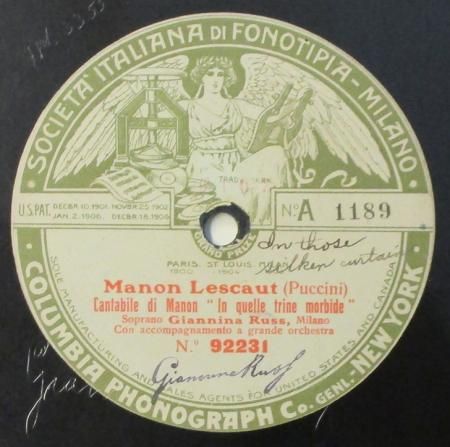 SOCIETÀ ITALIANA DI FONOTIPIA - MILANO
TRADE MARK
U.S. PAT. DECBR.10.1901. NOVBR.25.1902
JAN. 2. 1906. DECBR.18.1906
No. A 1189
GRAND PRIZE
PARIS. ST LOUIS. MILAN
1900 - 1904
In those
silken curtain
Manon Lescaut (Puccini)
Cantabile di Manon "In quelle trine morbide"
Soprano Giannina Russ, Milano
Con accompagnamento a grande orchestra
N.o 92231
Giannina Russ
SOLE MANUFACTURING AND SALES AGENTS FOR UNITED STATES AND CANADA
COLUMBIA PHONOGRAPH Co. GENL. - NEW YORK